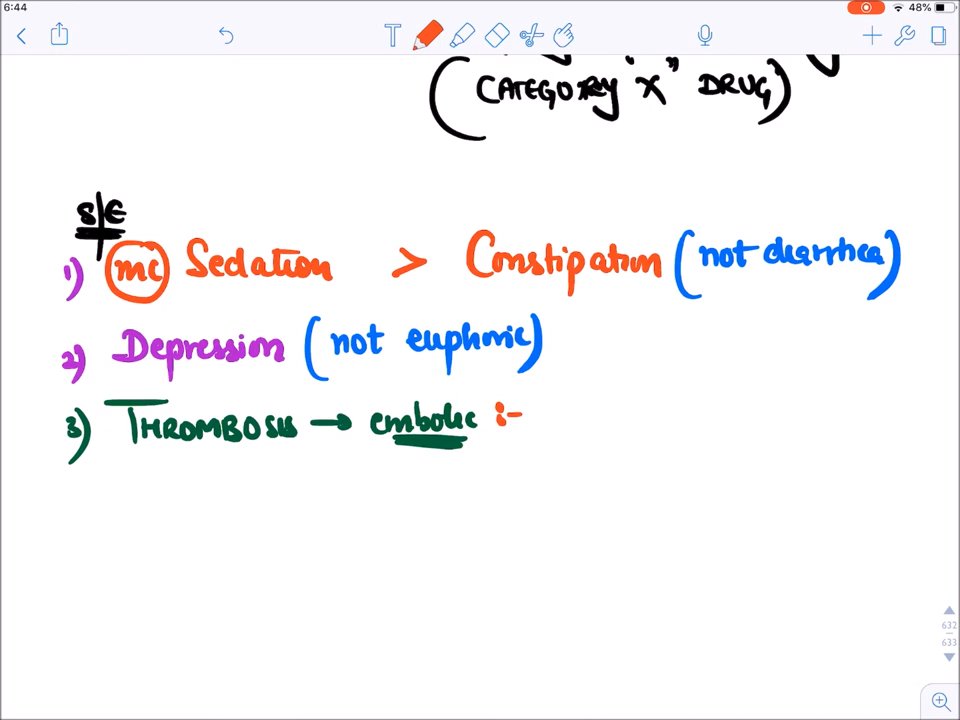 6:44 48%
T
(CATEGORY "X" DRUG)
S/E
1) mc Sedation > Constipation (not diarrhea)
2) Depression (not euphoric)
3) THROMBOSIS → embolic :-
632
633